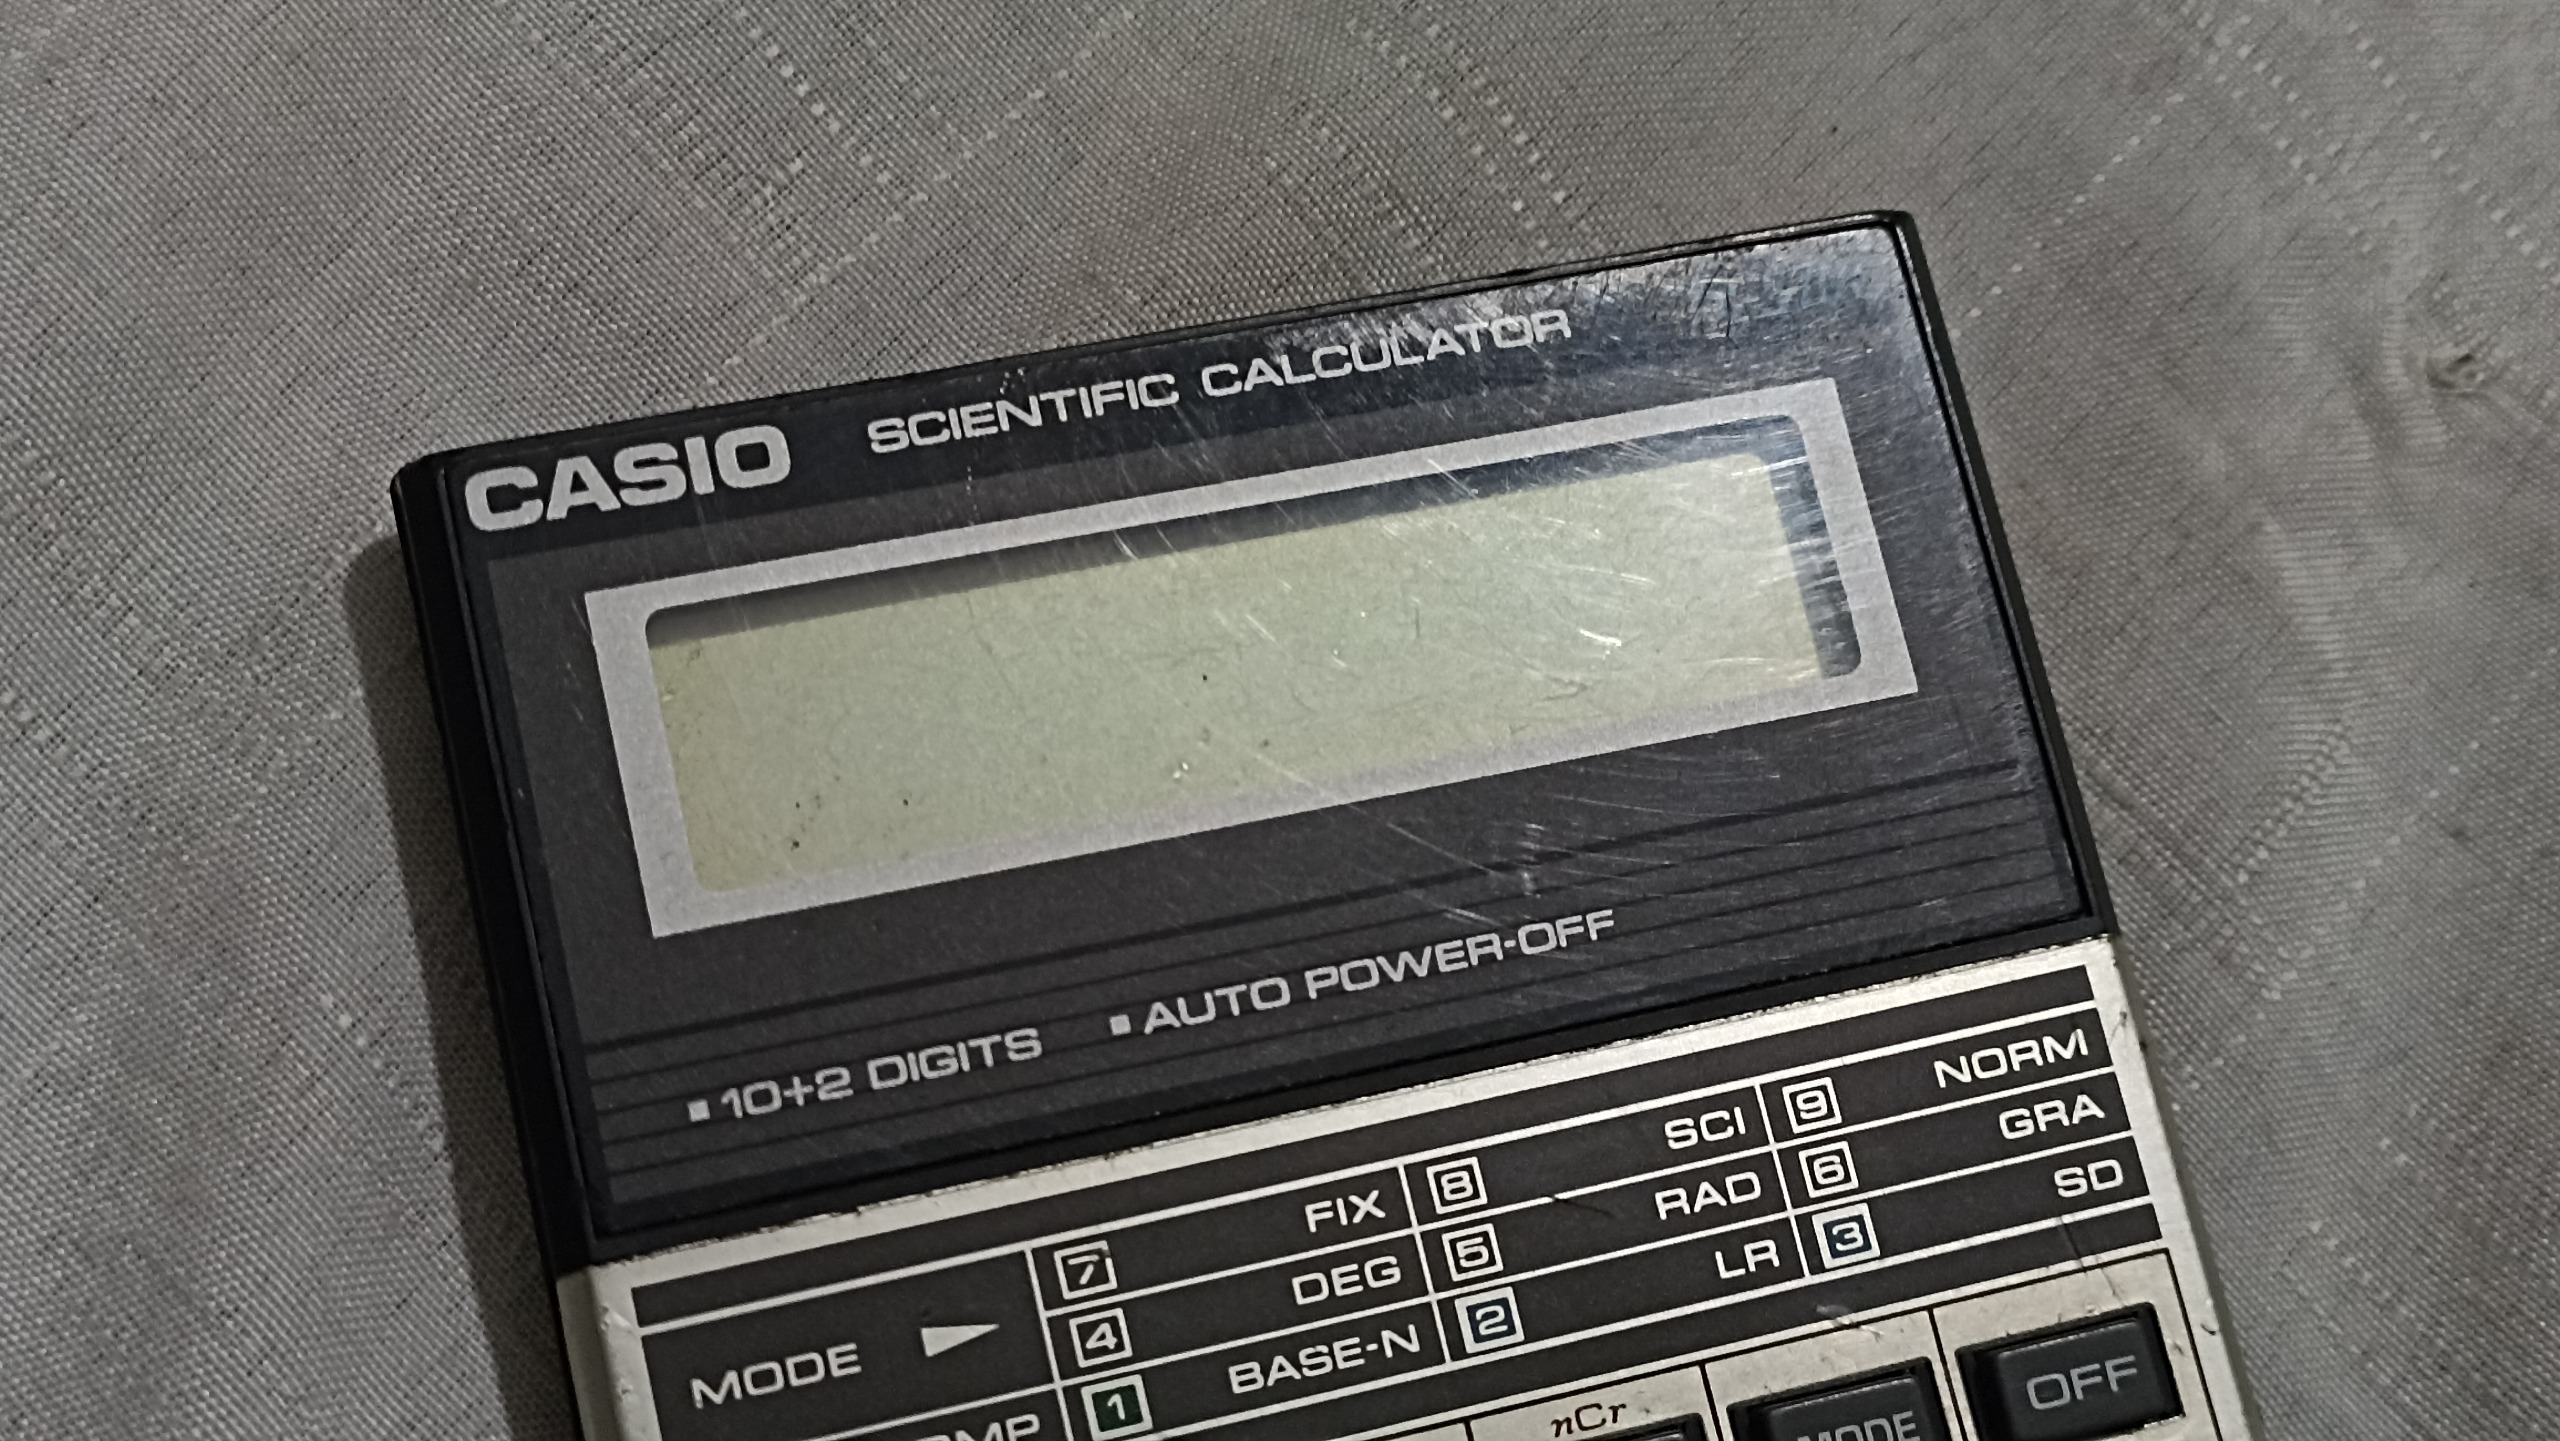 CASIO SCIENTIFIC CALCULATOR
10+2 DIGITS AUTO POWER-OFF
7 FIX 8 SCI 9 NORM
MODE 4 DEG 5 RAD 6 GRA
1 BASE-N 2 LR 3 SD
nCr MODE OFF